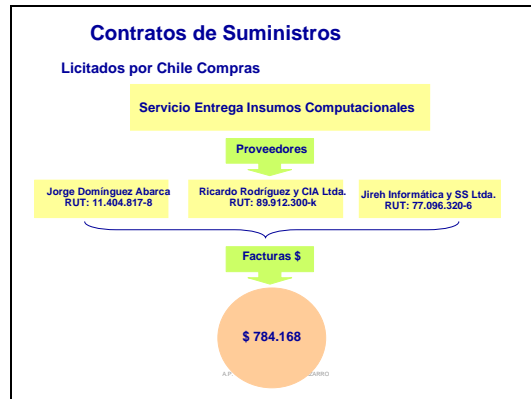 Contratos de Suministros
Licitados por Chile Compras
Servicio Entrega Insumos Computacionales
Proveedores
Jorge Domínguez Abarca
RUT: 11.404.817-8
Ricardo Rodríguez y CIA Ltda.
RUT: 89.912.300-k
Jireh Informática y SS Ltda.
RUT: 77.096.320-6
Facturas $
$ 784.168
A.P.